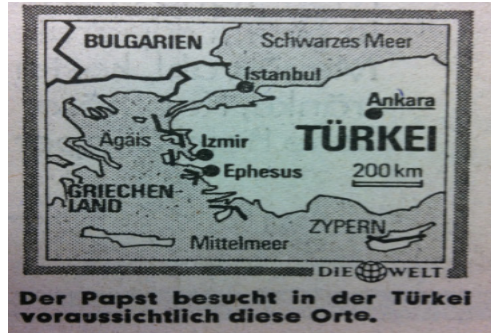 BULGARIEN
Schwarzes Meer
İstanbul
Ankara
Ägäis
Izmir
TÜRKEI
Ephesus
200 km
GRIECHEN-
LAND
ZYPERN
Mittelmeer
DIE WELT
Der Papst besucht in der Türkei
voraussichtlich diese Orte.